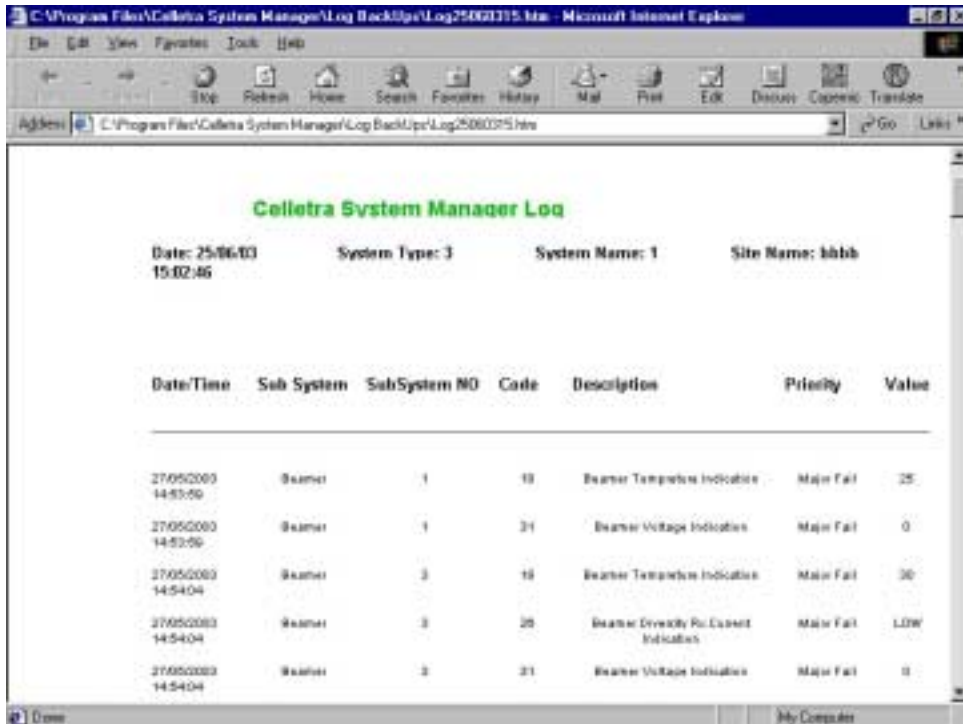 C:\Program Files\Celletra System Manager\Log BackUps\Log25060315.htm - Microsoft Internet Explorer
File Edit View Favorites Tools Help
Stop Refresh Home Search Favorites History Mail Print Edit Discuss Copernic Translate
Address C:\Program Files\Celletra System Manager\Log BackUps\Log25060315.htm Go Links
Celletra System Manager Log
Date: 25/06/03 System Type: 3 System Name: 1 Site Name: bbbb
15:02:46
Date/Time Sub System SubSystem NO Code Description Priority Value
27/05/2003 Beamer 1 Beamer Tempreture Indication Major Fail 25
14:53:59
27/05/2003 Beamer 1 Beamer Voltage Indication Major Fail 0
14:53:59
27/05/2003 Beamer 3 Beamer Tempreture Indication Major Fail 30
14:54:04
27/05/2003 Beamer 3 Beamer Diversity Rx Current Major Fail LOW
Indication
14:54:04
27/05/2003 Beamer 3 Beamer Voltage Indication Major Fail 0
14:54:04
Done My Computer